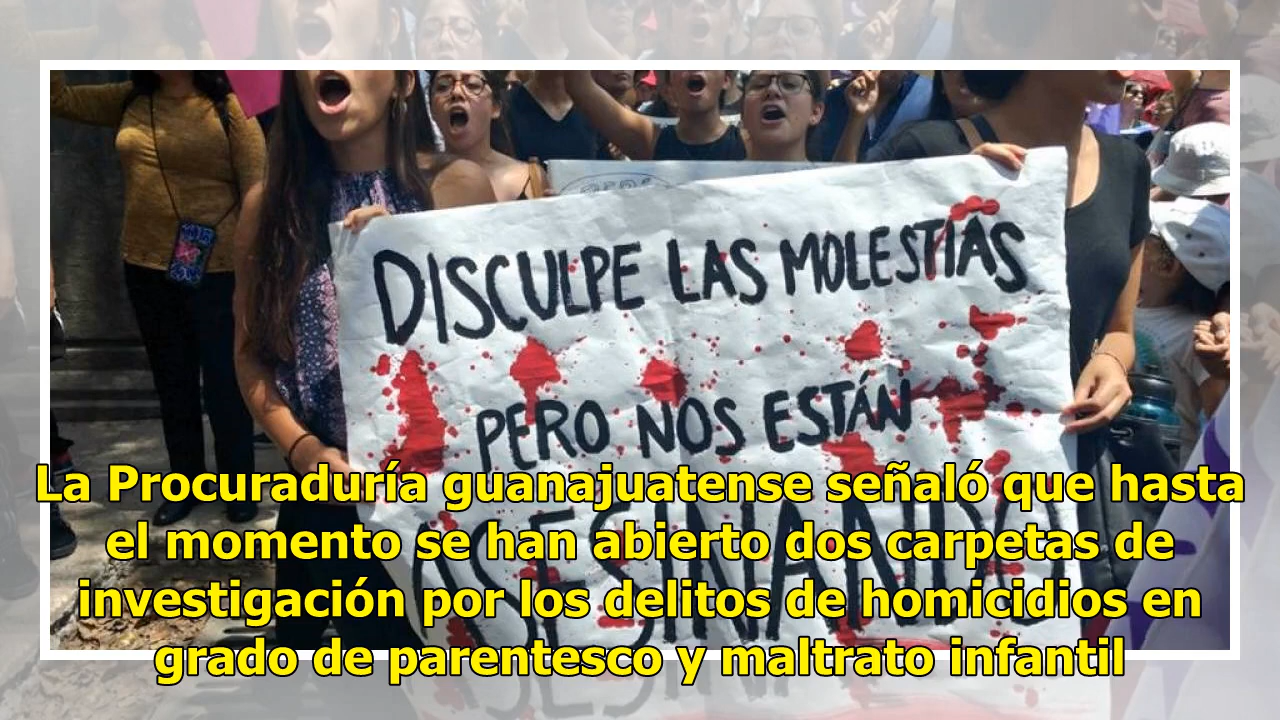 DISCULPE LAS MOLESTIAS
PERO NOS ESTÁN
ASESINANDO
La Procuraduría guanajuatense señaló que hasta
el momento se han abierto dos carpetas de
investigación por los delitos de homicidios en
grado de parentesco y maltrato infantil